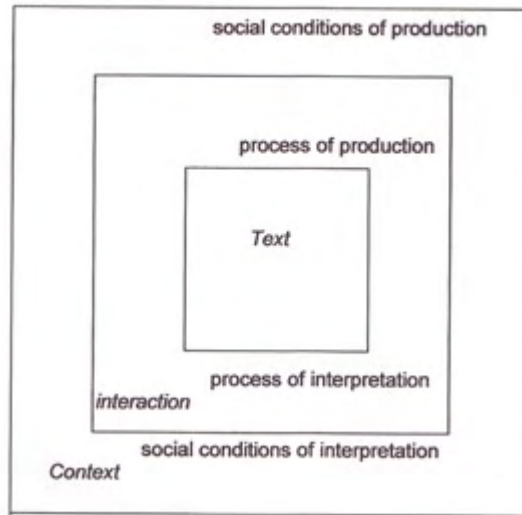 social conditions of production
process of production
Text
process of interpretation
interaction
social conditions of interpretation
Context